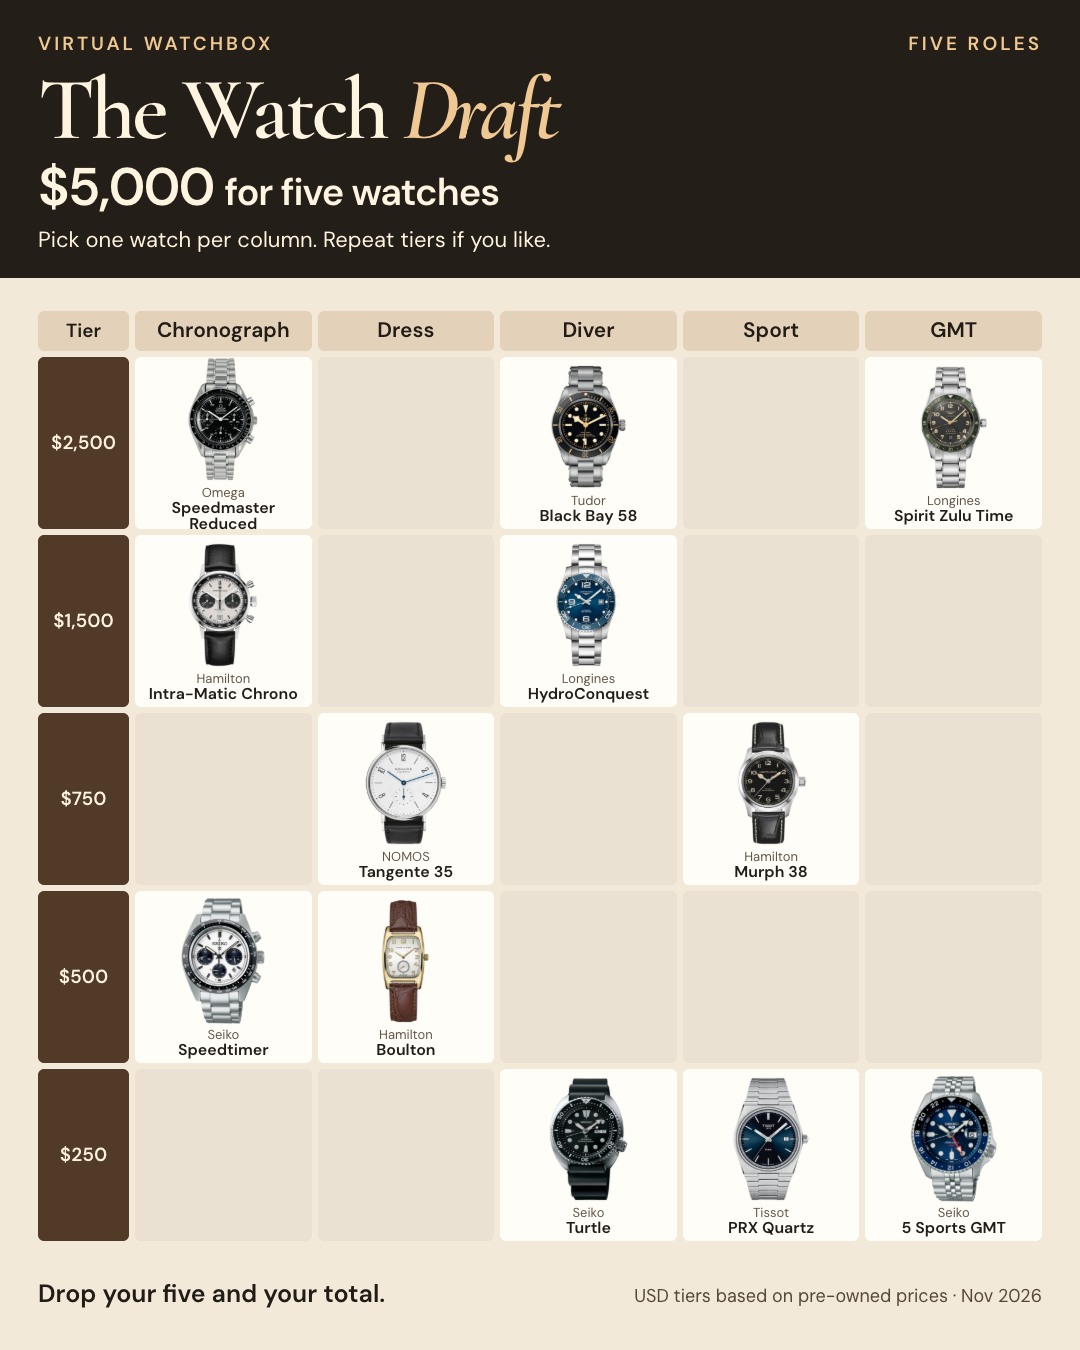 VIRTUAL WATCHBOX
FIVE ROLES
The Watch Draft
$5,000 for five watches
Pick one watch per column. Repeat tiers if you like.
Tier
Chronograph
Dress
Diver
Sport
GMT
$2,500
Omega
Speedmaster
Reduced
Tudor
Black Bay 58
Longines
Spirit Zulu Time
$1,500
Hamilton
Intra-Matic Chrono
Longines
HydroConquest
$750
NOMOS
Tangente 35
Hamilton
Murph 38
$500
Seiko
Speedtimer
Hamilton
Boulton
$250
Seiko
Turtle
Tissot
PRX Quartz
Seiko
5 Sports GMT
Drop your five and your total.
USD tiers based on pre-owned prices · Nov 2026